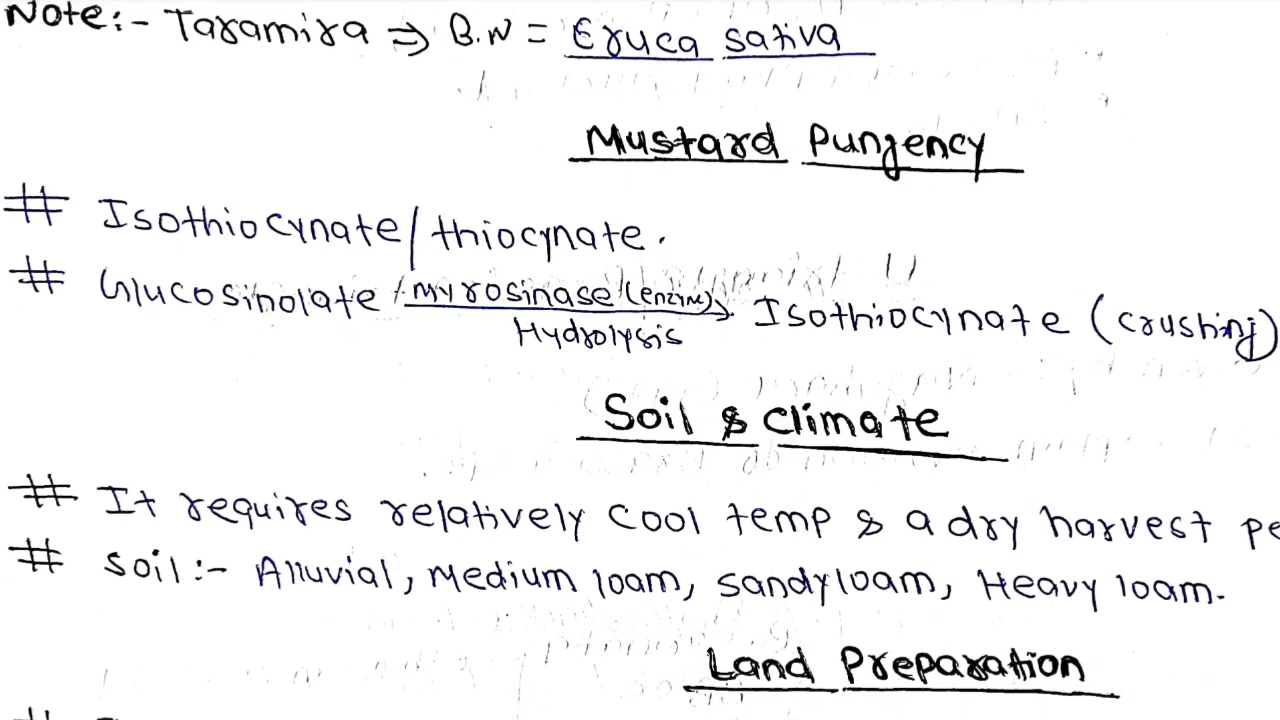 Note:- Taramira ⇒ B.N = Eruca sativa
Mustard Pungency
# Isothiocynate/thiocynate.
# Glucosinolate myrosinase (enzim) → Isothiocynate (crushing)
Hydrolysis
Soil & climate
# It requires relatively cool temp & a dry harvest pe
# Soil:- Alluvial, Medium loam, sandyloam, Heavy loam.
Land Preparation